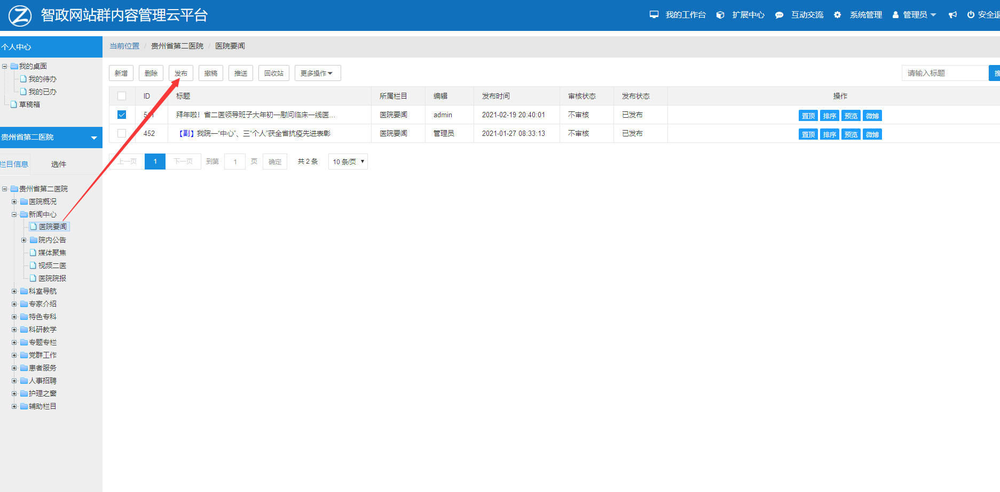 智政网站群内容管理云平台
我的工作台 扩展中心 互动交流 系统管理 管理员 安全退
个人中心
当前位置 / 贵州省第二医院 / 医院要闻
我的桌面
我的待办
我的已办
草稿箱
贵州省第二医院
栏目信息 选件
贵州省第二医院
医院概况
新闻中心
医院要闻
院内公告
媒体聚焦
视频二医
医院院报
科室导航
专家介绍
特色专科
科研教学
专题专栏
党群工作
患者服务
人事招聘
护理之窗
辅助栏目
新增 删除 发布 撤稿 推送 回收站 更多操作
请输入标题 搜
ID 标题 所属栏目 编辑 发布时间 审核状态 发布状态 操作
拜年啦！省二医领导班子大年初一慰问临床一线医… 医院要闻 admin 2021-02-19 20:40:01 不审核 已发布 置顶 排序 预览 微博
452 【副】我院一“中心”、三“个人”获全省抗疫先进表彰 医院要闻 管理员 2021-01-27 08:33:13 不审核 已发布 置顶 排序 预览 微博
上一页 1 下一页 到第 1 页 确定 共 2 条 10 条/页